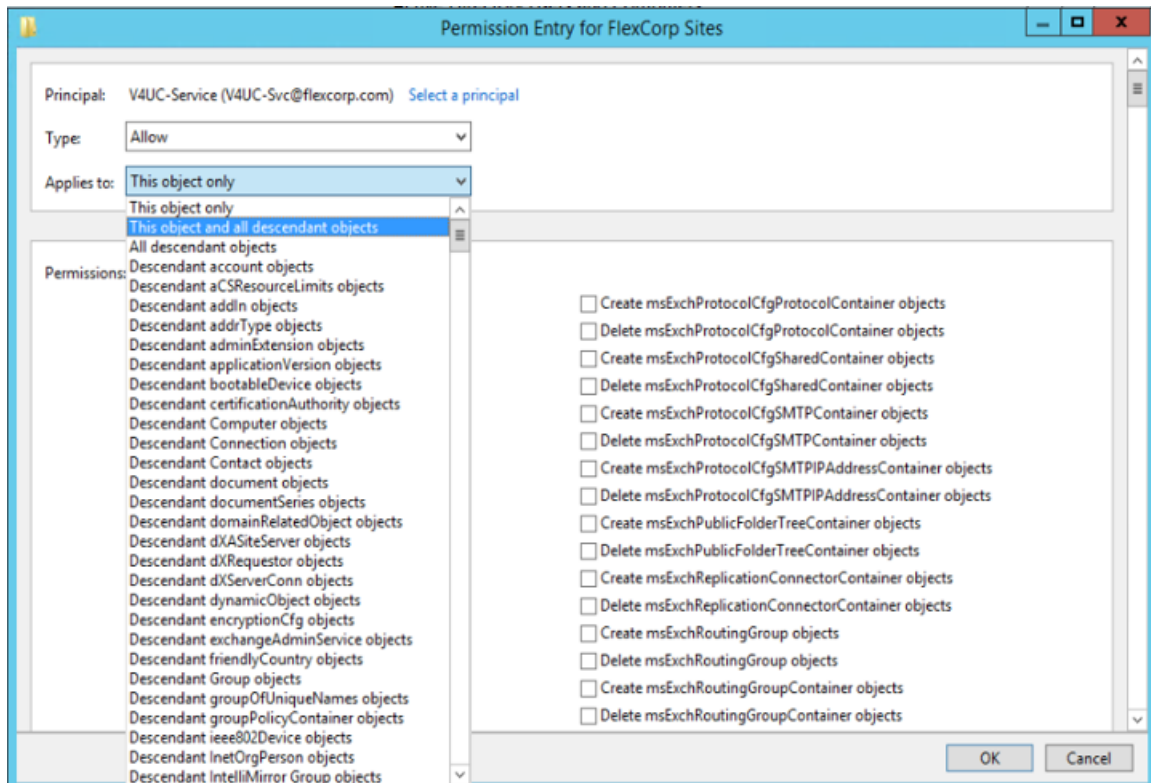 Permission Entry for FlexCorp Sites
Principal: V4UC-Service (V4UC-Svc@flexcorp.com) Select a principal
Type: Allow
Applies to: This object only
This object only
This object and all descendant objects
All descendant objects
Descendant account objects
Descendant aCSResourceLimits objects
Descendant addIn objects
Descendant addrType objects
Descendant adminExtension objects
Descendant applicationVersion objects
Descendant bootableDevice objects
Descendant certificationAuthority objects
Descendant Computer objects
Descendant Connection objects
Descendant Contact objects
Descendant document objects
Descendant documentSeries objects
Descendant domainRelatedObject objects
Descendant dXASiteServer objects
Descendant dXRequestor objects
Descendant dXServerConn objects
Descendant dynamicObject objects
Descendant encryptionCfg objects
Descendant exchangeAdminService objects
Descendant friendlyCountry objects
Descendant Group objects
Descendant groupOfUniqueNames objects
Descendant groupPolicyContainer objects
Descendant ieee802Device objects
Descendant InetOrgPerson objects
Descendant IntelliMirror Group objects
Permissions:
Create msExchProtocolCfgProtocolContainer objects
Delete msExchProtocolCfgProtocolContainer objects
Create msExchProtocolCfgSharedContainer objects
Delete msExchProtocolCfgSharedContainer objects
Create msExchProtocolCfgSMTPContainer objects
Delete msExchProtocolCfgSMTPContainer objects
Create msExchProtocolCfgSMTPIPAddressContainer objects
Delete msExchProtocolCfgSMTPIPAddressContainer objects
Create msExchPublicFolderTreeContainer objects
Delete msExchPublicFolderTreeContainer objects
Create msExchReplicationConnectorContainer objects
Delete msExchReplicationConnectorContainer objects
Create msExchRoutingGroup objects
Delete msExchRoutingGroup objects
Create msExchRoutingGroupContainer objects
Delete msExchRoutingGroupContainer objects
OK Cancel